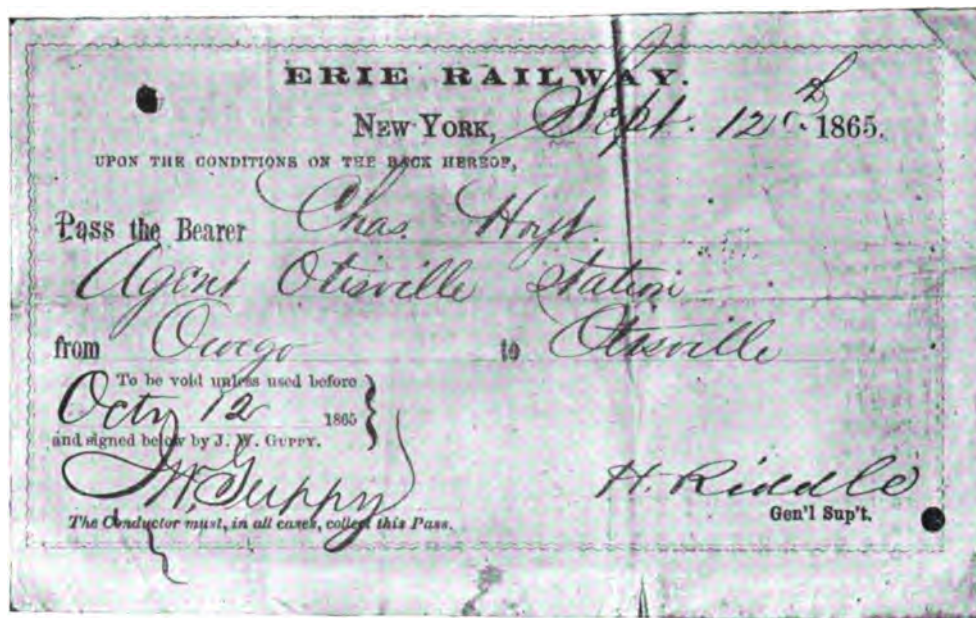 ERIE RAILWAY.
NEW YORK, Sept. 12th 1865.
UPON THE CONDITIONS ON THE BACK HEREOF,
Pass the Bearer Chas. Hoyt.
Agent Otisville Station
from Owego to Otisville
To be void unless used before
Octr 12 1865
and signed below by J. W. GUPPY.
J W, Guppy
H. Riddle
The Conductor must, in all cases, collect this Pass.
Gen'l Sup't.